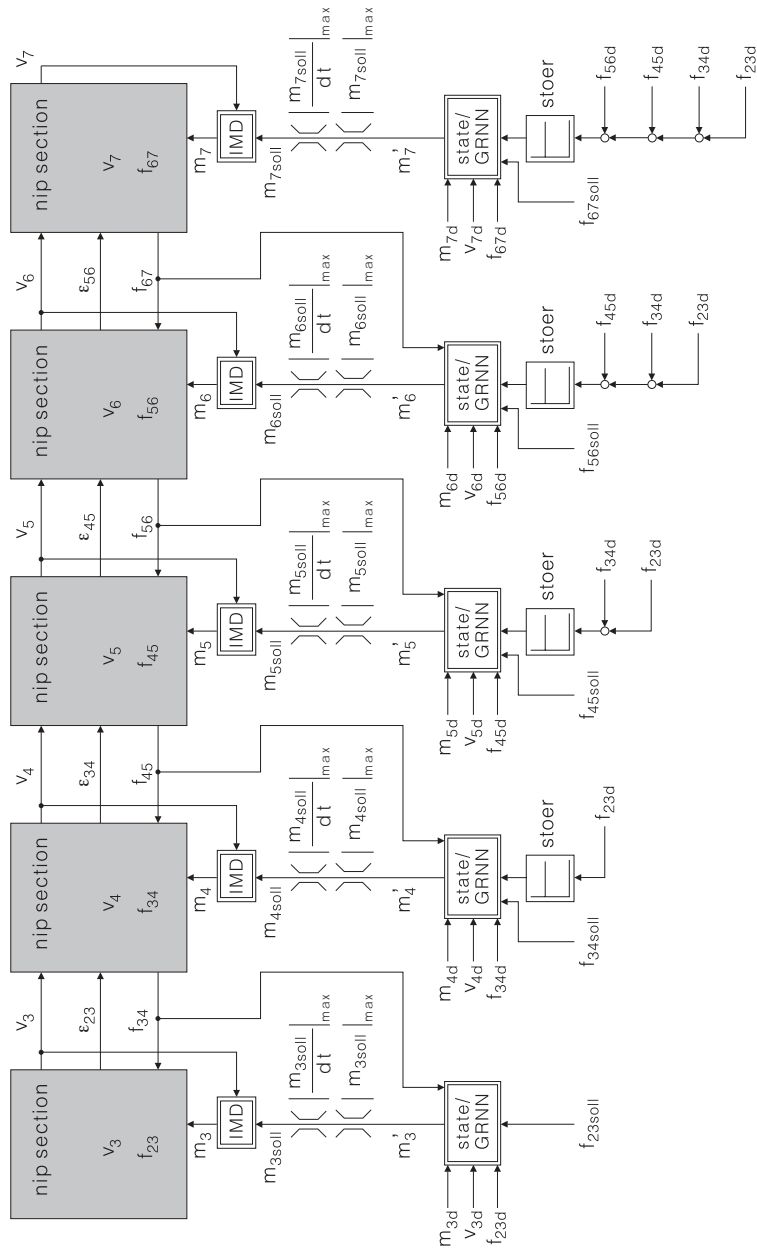 nip section
v3
f23
v3
ε23
f34
nip section
v4
f34
v4
ε34
f45
nip section
v5
f45
v5
ε45
f56
nip section
v6
f56
v6
ε56
f67
nip section
v7
f67
v7
m3
IMD
m3soll
m3soll
dt
max
m3soll
max
m3'
m3d
v3d
f23d
state/
GRNN
f23soll
m4
IMD
m4soll
m4soll
dt
max
m4soll
max
m4'
m4d
v4d
f34d
state/
GRNN
f34soll
stoer
f23d
m5
IMD
m5soll
m5soll
dt
max
m5soll
max
m5'
m5d
v5d
f45d
state/
GRNN
f45soll
stoer
f34d
f23d
m6
IMD
m6soll
m6soll
dt
max
m6soll
max
m6'
m6d
v6d
f56d
state/
GRNN
f56soll
stoer
f45d
f34d
f23d
m7
IMD
m7soll
m7soll
dt
max
m7soll
max
m7'
m7d
v7d
f67d
state/
GRNN
f67soll
stoer
f56d
f45d
f34d
f23d